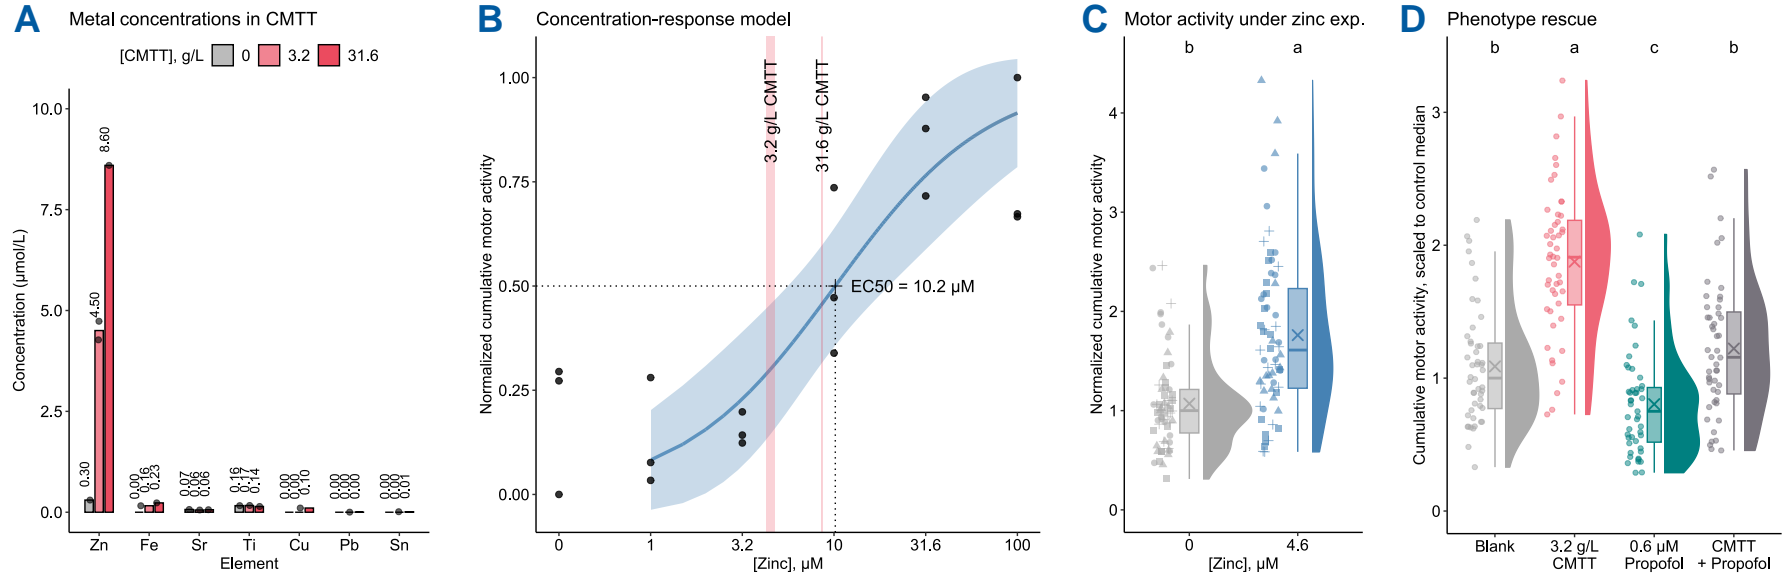 A
Metal concentrations in CMTT
[CMTT], g/L 0 3.2 31.6
Concentration (µmol/L)
10.0
7.5
5.0
2.5
0.0
0.30
4.50
8.60
0.00
0.16
0.23
0.07
0.06
0.06
0.16
0.17
0.14
0.00
0.00
0.10
0.00
0.00
0.00
0.00
0.00
0.01
Zn Fe Sr Ti Cu Pb Sn
Element
B
Concentration-response model
Normalized cumulative motor activity
1.00
0.75
0.50
0.25
0.00
3.2 g/L CMTT
31.6 g/L CMTT
EC50 = 10.2 µM
0 1 3.2 10 31.6 100
[Zinc], µM
C
Motor activity under zinc exp.
b a
Normalized cumulative motor activity
4
3
2
1
0
0 4.6
[Zinc], µM
D
Phenotype rescue
b a c b
Cumulative motor activity, scaled to control median
3
2
1
0
Blank
3.2 g/L
CMTT
0.6 µM
Propofol
CMTT
+ Propofol